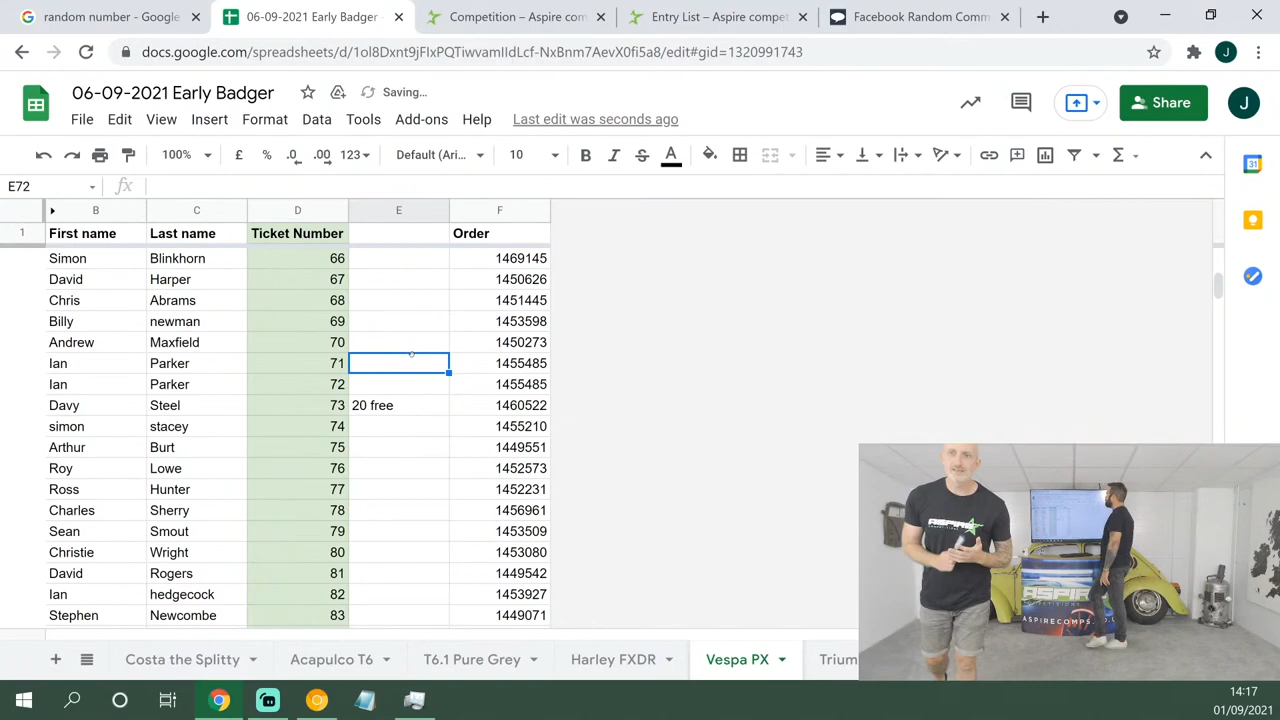 random number - Google
06-09-2021 Early Badger -
Competition – Aspire com
Entry List – Aspire compet
Facebook Random Comm
docs.google.com/spreadsheets/d/1ol8Dxnt9jFIxPQTiwvamIIdLcf-NxBnm7AevX0fi5a8/edit#gid=1320991743
J
06-09-2021 Early Badger
Saving...
Share
J
File Edit View Insert Format Data Tools Add-ons Help Last edit was seconds ago
100% £ % .0 .00 123 Default (Ari... 10 B I S A Σ
31
E72 fx
B C D E F
1 First name Last name Ticket Number Order
Simon Blinkhorn 66 1469145
David Harper 67 1450626
Chris Abrams 68 1451445
Billy newman 69 1453598
Andrew Maxfield 70 1450273
Ian Parker 71 1455485
Ian Parker 72 1455485
Davy Steel 73 20 free 1460522
simon stacey 74 1455210
Arthur Burt 75 1449551
Roy Lowe 76 1452573
Ross Hunter 77 1452231
Charles Sherry 78 1456961
Sean Smout 79 1453509
Christie Wright 80 1453080
David Rogers 81 1449542
Ian hedgecock 82 1453927
Stephen Newcombe 83 1449071
ASPIRE
ASPIRE
ASPIRECOMPS.
Costa the Splitty Acapulco T6 T6.1 Pure Grey Harley FXDR Vespa PX Trium
14:17
01/09/2021